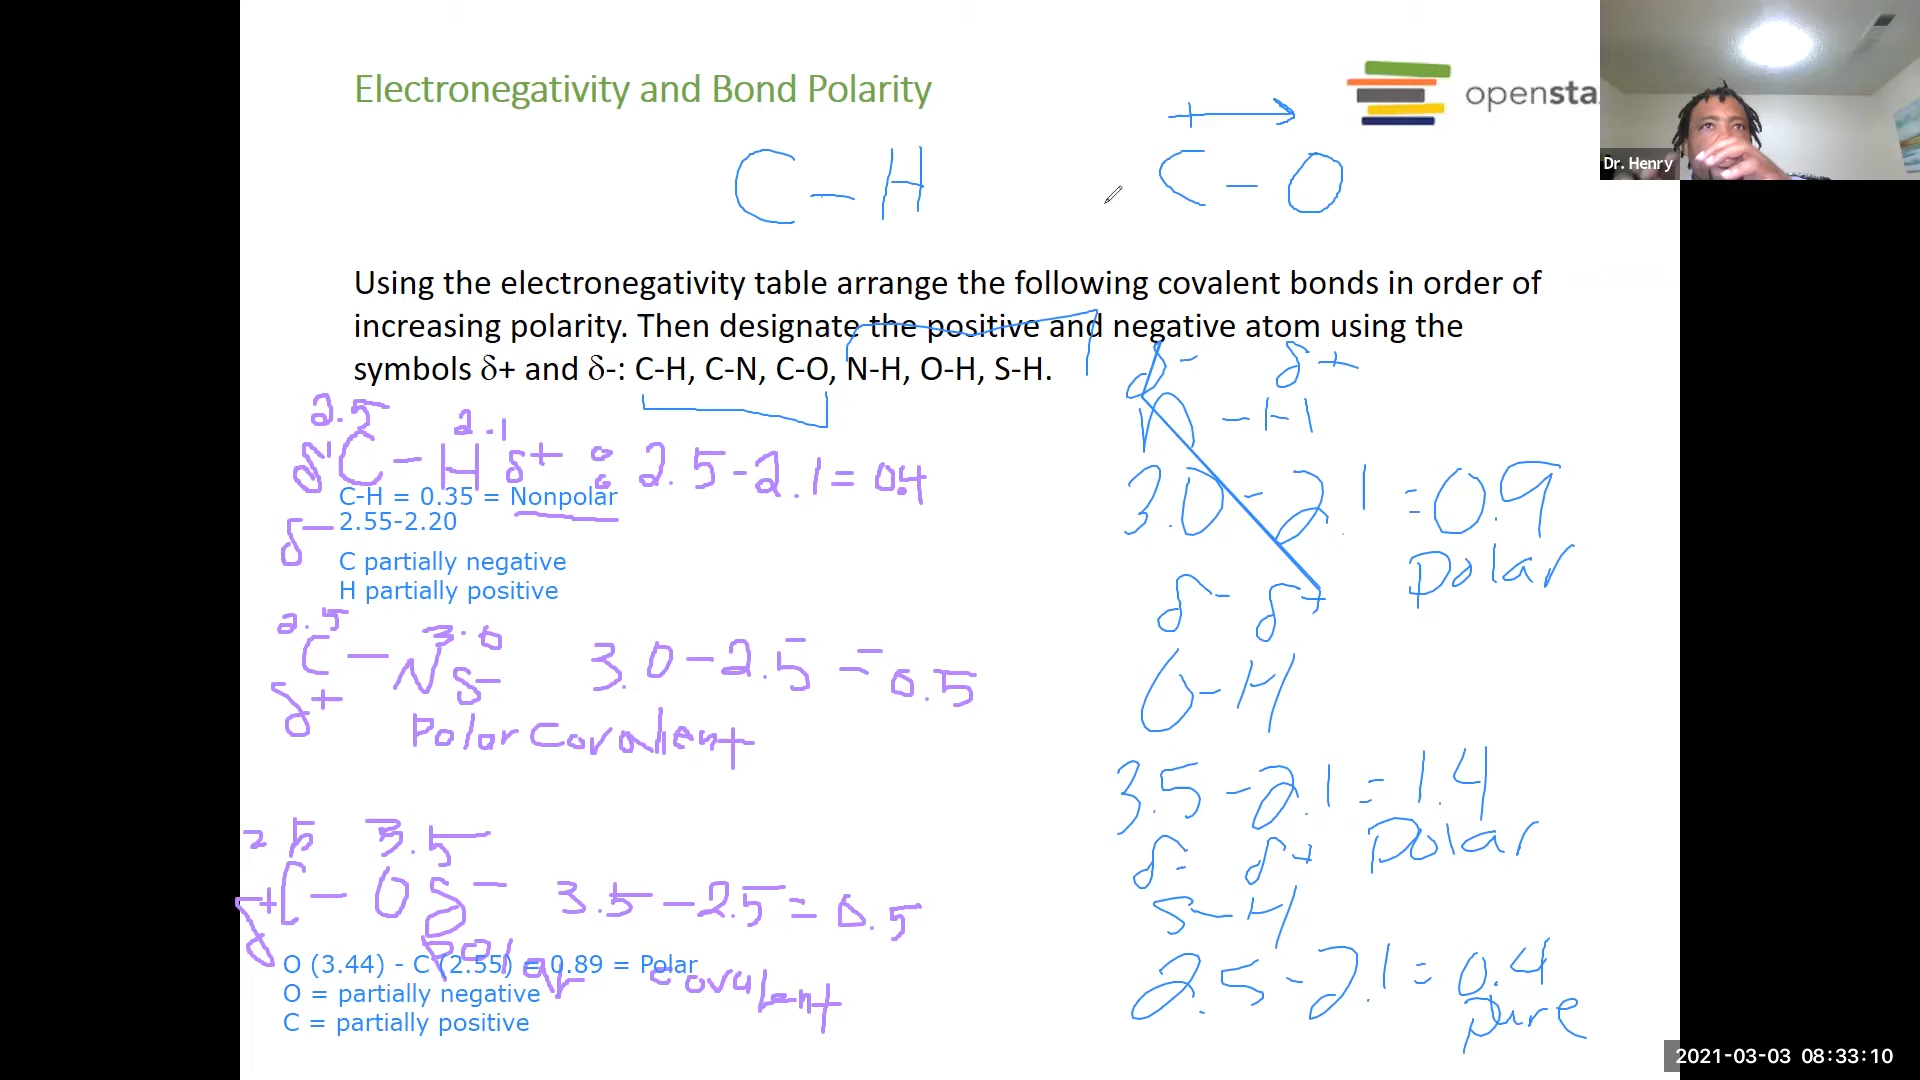 Electronegativity and Bond Polarity
opensta
Dr. Henry
C - H
C - O
Using the electronegativity table arrange the following covalent bonds in order of
increasing polarity. Then designate the positive and negative atom using the
symbols δ+ and δ-: C-H, C-N, C-O, N-H, O-H, S-H.
2.5 2.1
δ- C - H δ+ : 2.5-2.1= 0.4
C-H = 0.35 = Nonpolar
2.55-2.20
δ-
C partially negative
H partially positive
2.5 3.0
C - N δ- 3.0-2.5 = 0.5
δ+
Polar Covalent
2.5 3.5
δ+ C - O δ- 3.5-2.5= 0.5
Polar covalent
O (3.44) - C (2.55) = 0.89 = Polar
O = partially negative
C = partially positive
δ- δ+
N - H
3.0-2.1 =0.9
Polar
δ- δ+
O-H
3.5-2.1=1.4
Polar
δ- δ+
S-H
2.5-2.1= 0.4
Pure
2021-03-03 08:33:10